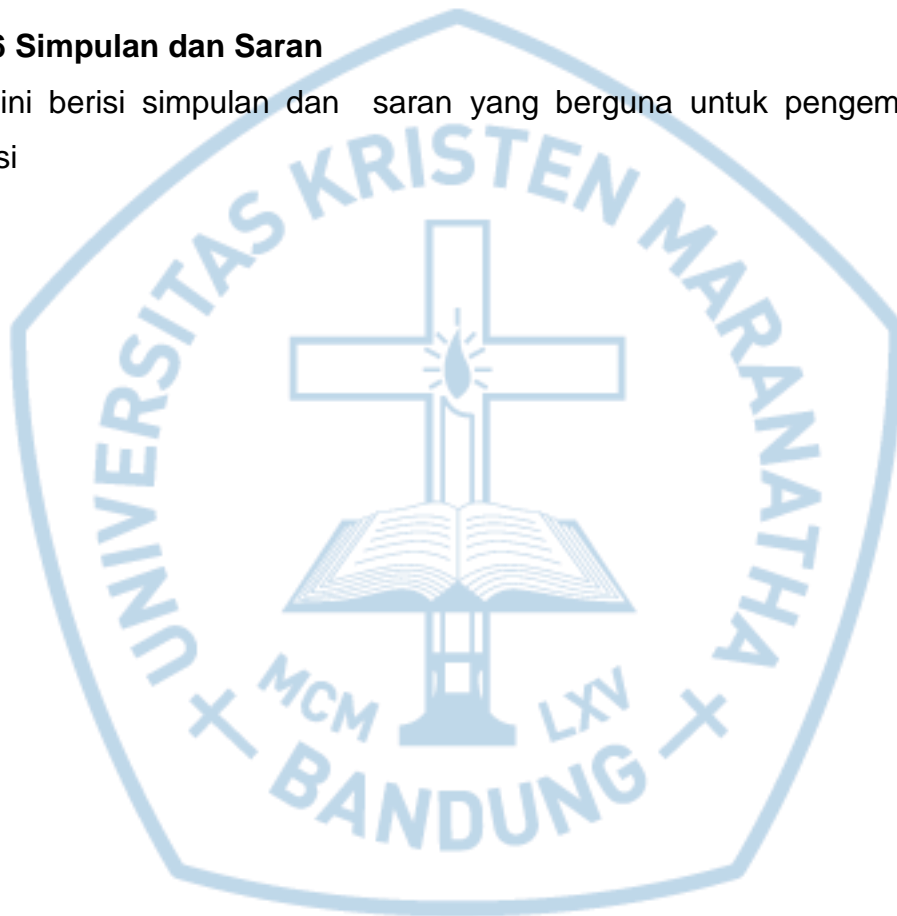 6 Simpulan dan Saran
ini berisi simpulan dan saran yang berguna untuk pengem
si
UNIVERSITAS KRISTEN MARANATHA
MCM LXV
BANDUNG